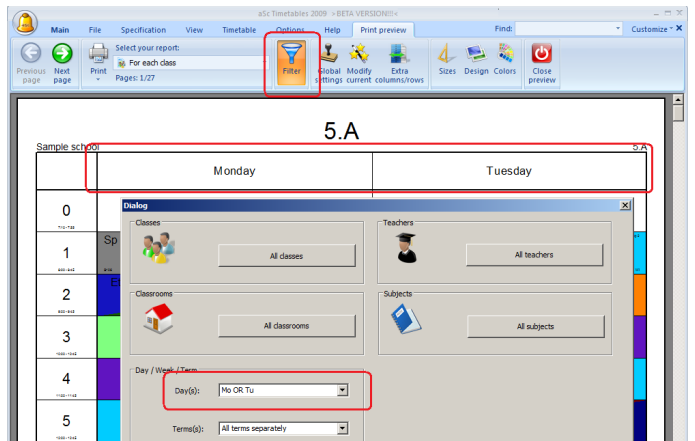 aSc Timetables 2009 >BETA VERSION!!!<
Main File Specification View Timetable Options Help Print preview Find: Customize
Previous page
Next page
Print
Select your report:
For each class
Pages: 1/27
Filter
Global settings
Modify current
Extra columns/rows
Sizes
Design
Colors
Close preview
5.A
Sample school 5.A
Monday Tuesday
0
1
Sp
2
3
4
5
Dialog
Classes
All classes
Teachers
All teachers
Classrooms
All classrooms
Subjects
All subjects
Day / Week / Term
Day(s): Mo OR Tu
Terms(s): All terms separately